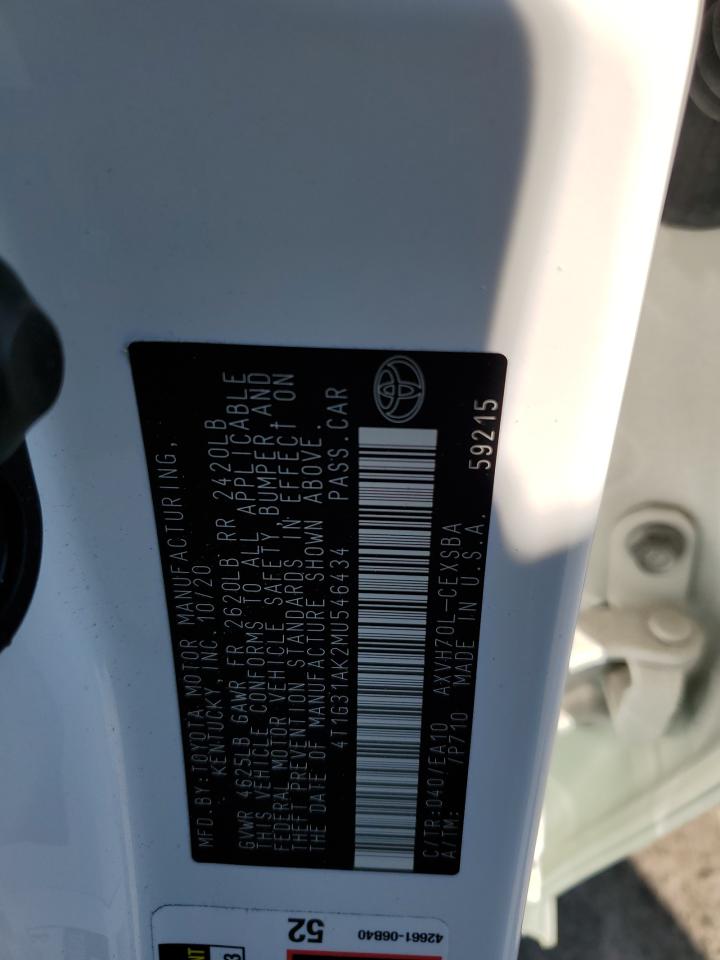 MFD. BY: TOYOTA MOTOR MANUFACTURING,
KENTUCKY, INC. 10/20
GVWR 4625LB GAWR FR 2620LB RR 2420LB
THIS VEHICLE CONFORMS TO ALL APPLICABLE
FEDERAL MOTOR VEHICLE SAFETY, BUMPER AND
THEFT PREVENTION STANDARDS IN EFFECT ON
THE DATE OF MANUFACTURE SHOWN ABOVE.
4T1G31AK2MU546434 PASS.CAR
C/TR:040/EA10 AXVH70L-CEXSBA
A/TM: /P710 MADE IN U.S.A. 59215
52
42661-06B40